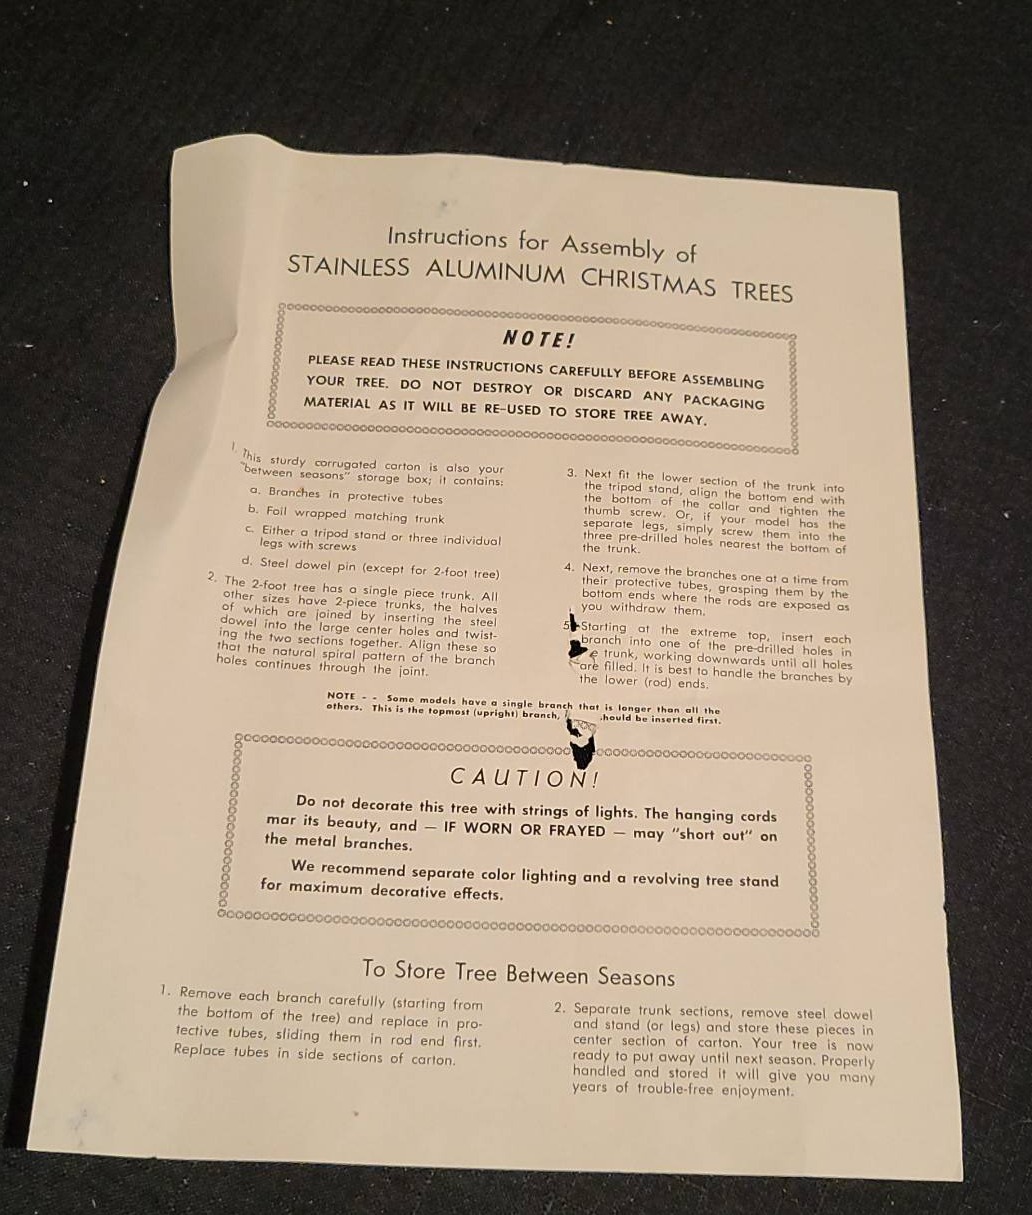 Instructions for Assembly of
STAINLESS ALUMINUM CHRISTMAS TREES
NOTE!
PLEASE READ THESE INSTRUCTIONS CAREFULLY BEFORE ASSEMBLING
YOUR TREE. DO NOT DESTROY OR DISCARD ANY PACKAGING
MATERIAL AS IT WILL BE RE-USED TO STORE TREE AWAY.
1. This sturdy corrugated carton is also your
"between seasons" storage box; it contains:
a. Branches in protective tubes
b. Foil wrapped matching trunk
c. Either a tripod stand or three individual
legs with screws
d. Steel dowel pin (except for 2-foot tree)
2. The 2-foot tree has a single piece trunk. All
other sizes have 2-piece trunks, the halves
of which are joined by inserting the steel
dowel into the large center holes and twist-
ing the two sections together. Align these so
that the natural spiral pattern of the branch
holes continues through the joint.
3. Next fit the lower section of the trunk into
the tripod stand, align the bottom end with
the bottom of the collar and tighten the
thumb screw. Or, if your model has the
separate legs, simply screw them into the
three pre-drilled holes nearest the bottom of
the trunk.
4. Next, remove the branches one at a time from
their protective tubes, grasping them by the
bottom ends where the rods are exposed as
you withdraw them.
5. Starting at the extreme top, insert each
branch into one of the pre-drilled holes in
e trunk, working downwards until all holes
are filled. It is best to handle the branches by
the lower (rod) ends.
NOTE - - Some models have a single branch that is longer than all the
others. This is the topmost (upright) branch, hould be inserted first.
CAUTION!
Do not decorate this tree with strings of lights. The hanging cords
mar its beauty, and — IF WORN OR FRAYED — may "short out" on
the metal branches.
We recommend separate color lighting and a revolving tree stand
for maximum decorative effects.
To Store Tree Between Seasons
1. Remove each branch carefully (starting from
the bottom of the tree) and replace in pro-
tective tubes, sliding them in rod end first.
Replace tubes in side sections of carton.
2. Separate trunk sections, remove steel dowel
and stand (or legs) and store these pieces in
center section of carton. Your tree is now
ready to put away until next season. Properly
handled and stored it will give you many
years of trouble-free enjoyment.